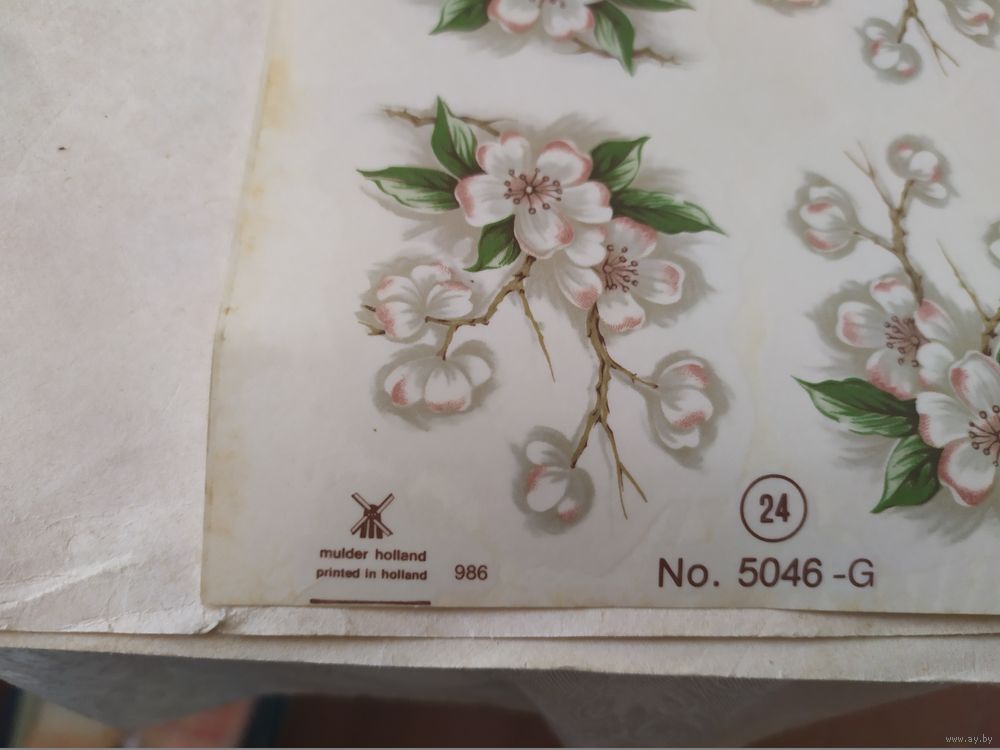 24
mulder holland
printed in holland
986
No. 5046 -G
www.ay.by